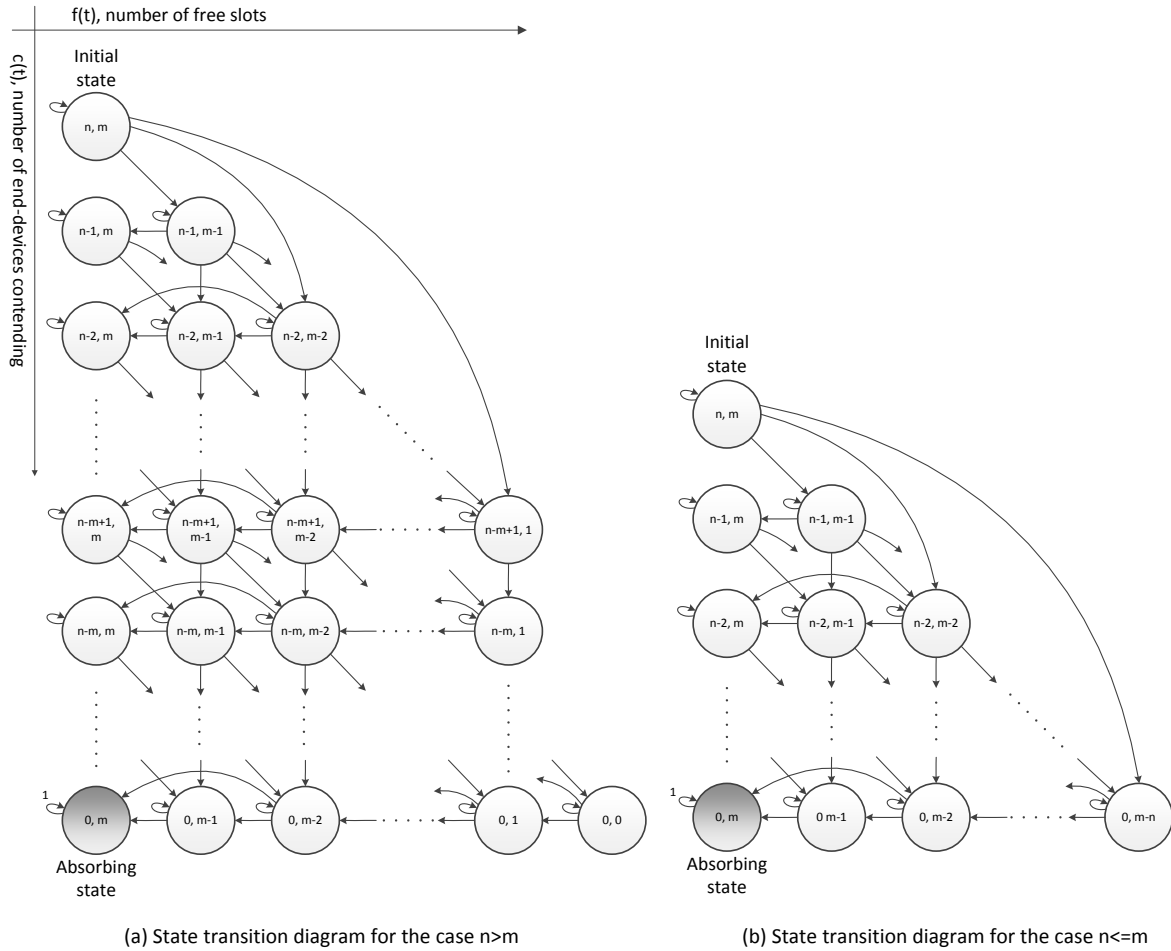 f(t), number of free slots
c(t), number of end-devices contending
Initial
state
n, m
n-1, m
n-1, m-1
n-2, m
n-2, m-1
n-2, m-2
n-m+1,
m
n-m+1,
m-1
n-m+1,
m-2
n-m+1, 1
n-m, m
n-m, m-1
n-m, m-2
n-m, 1
1
0, m
0, m-1
0, m-2
0, 1
0, 0
Absorbing
state
(a) State transition diagram for the case n>m
Initial
state
n, m
n-1, m
n-1, m-1
n-2, m
n-2, m-1
n-2, m-2
1
0, m
0 m-1
0, m-2
0, m-n
Absorbing
state
(b) State transition diagram for the case n<=m